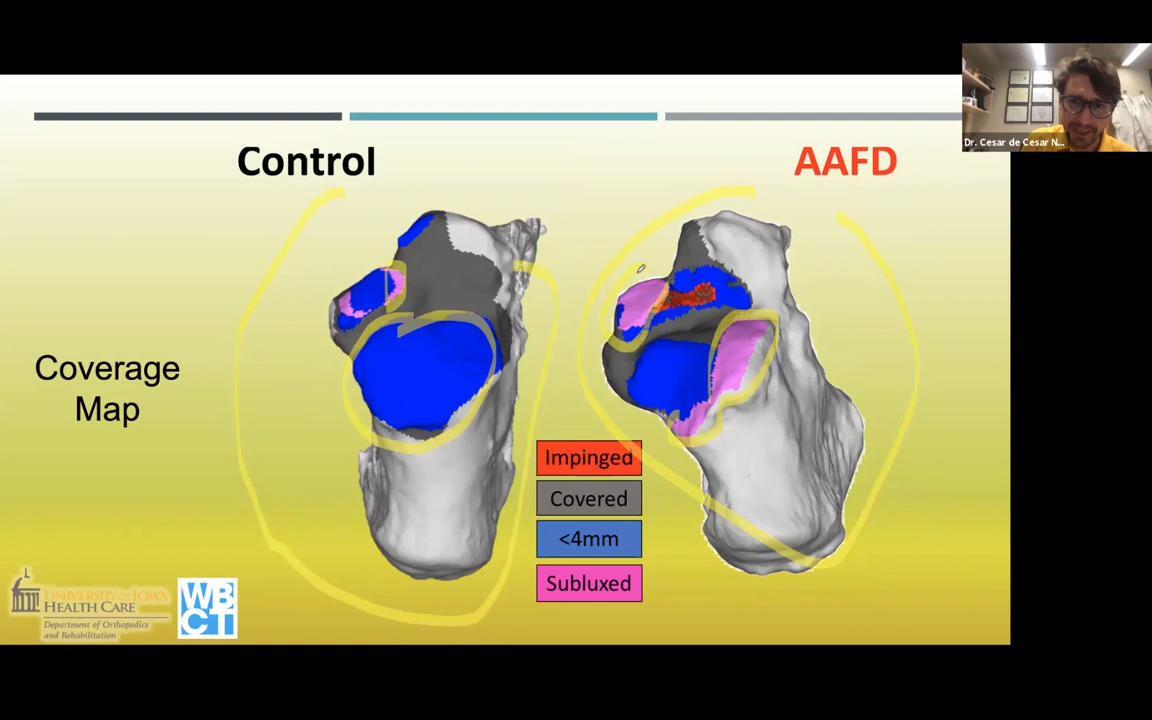 Dr. Cesar de Cesar N...
Control
AAFD
Coverage
Map
Impinged
Covered
<4mm
Subluxed
UNIVERSITY OF IOWA
HEALTH CARE
Department of Orthopedics
and Rehabilitation
WB
CT